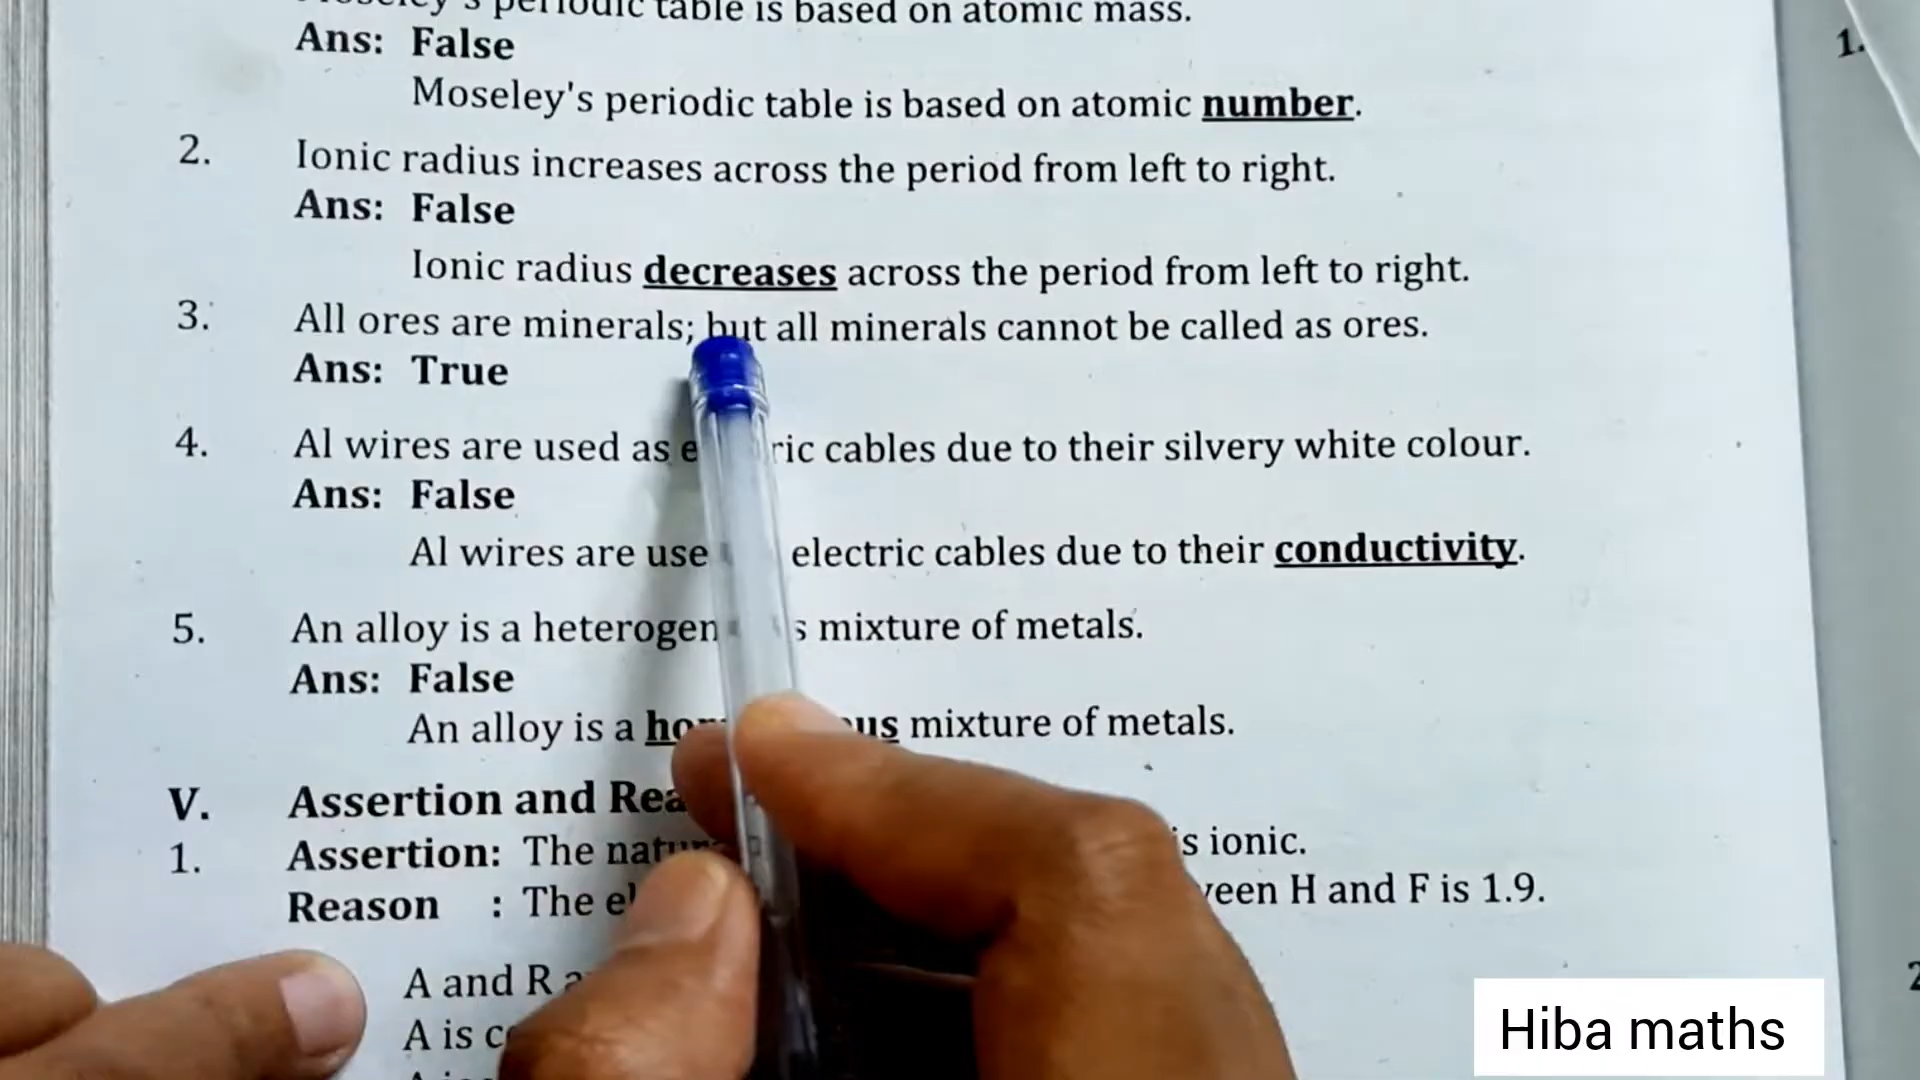 periodic table is based on atomic mass.
Ans: False
Moseley's periodic table is based on atomic number.
2. Ionic radius increases across the period from left to right.
Ans: False
Ionic radius decreases across the period from left to right.
3. All ores are minerals; but all minerals cannot be called as ores.
Ans: True
4. Al wires are used as cables due to their silvery white colour.
Ans: False
Al wires are electric cables due to their conductivity.
5. An alloy is a mixture of metals.
Ans: False
An alloy is a mixture of metals.
V. Assertion and
1. Assertion: The is ionic.
Reason : The H and F is 1.9.
A and R
A is
1.
2
Hiba maths